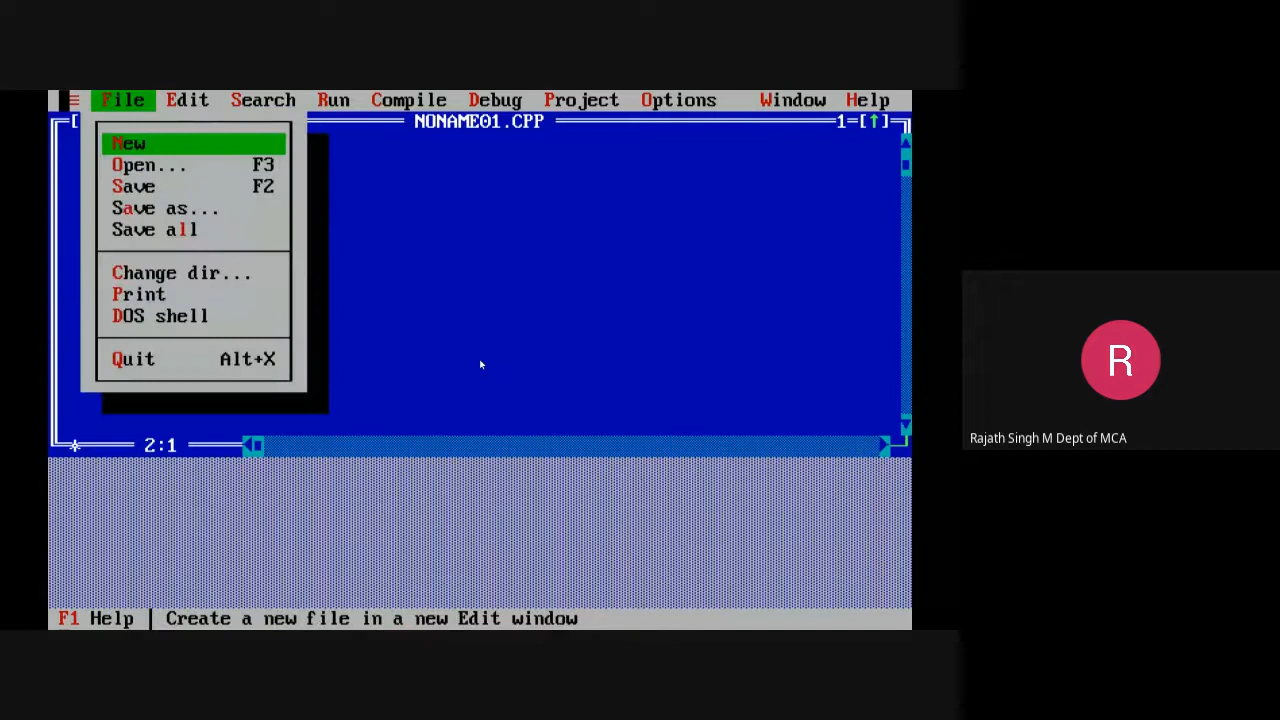 ≡ File Edit Search Run Compile Debug Project Options Window Help
[ NONAME01.CPP 1=[↑]
New
Open... F3
Save F2
Save as...
Save all
Change dir...
Print
DOS shell
Quit Alt+X
2:1
F1 Help | Create a new file in a new Edit window
R
Rajath Singh M Dept of MCA